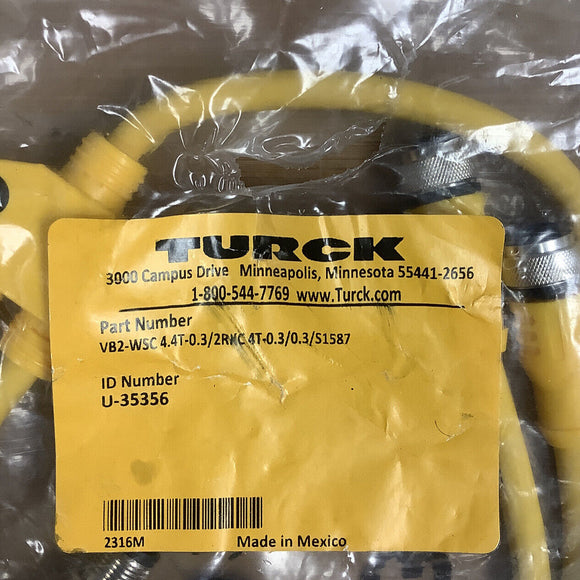 TURCK
3000 Campus Drive Minneapolis, Minnesota 55441-2656
1-800-544-7769 www.Turck.com
Part Number
VB2-WSC 4.4T-0.3/2RKC 4T-0.3/0.3/S1587
ID Number
U-35356
2316M
Made in Mexico